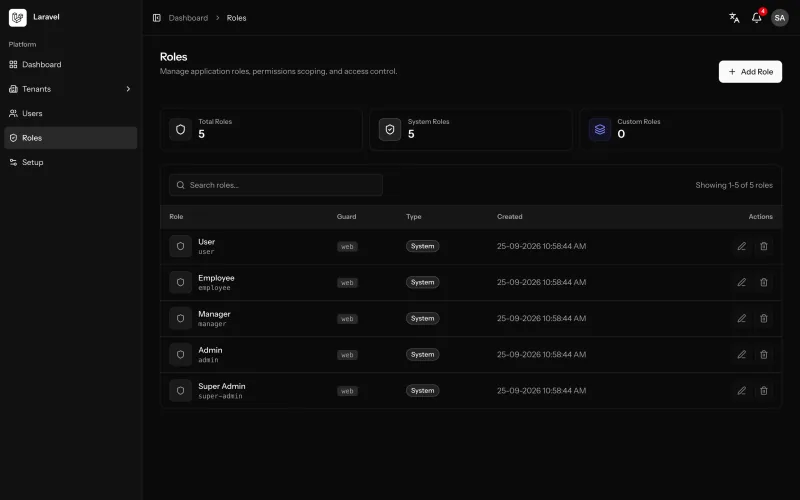 Laravel
Dashboard
Roles
4
SA
Platform
Dashboard
Tenants
Users
Roles
Setup
Roles
Manage application roles, permissions scoping, and access control.
Add Role
Total Roles
5
System Roles
5
Custom Roles
0
Search roles...
Showing 1-5 of 5 roles
Role Guard Type Created Actions
User
user
web
System
25-09-2026 10:58:44 AM
Employee
employee
web
System
25-09-2026 10:58:44 AM
Manager
manager
web
System
25-09-2026 10:58:44 AM
Admin
admin
web
System
25-09-2026 10:58:44 AM
Super Admin
super-admin
web
System
25-09-2026 10:58:44 AM